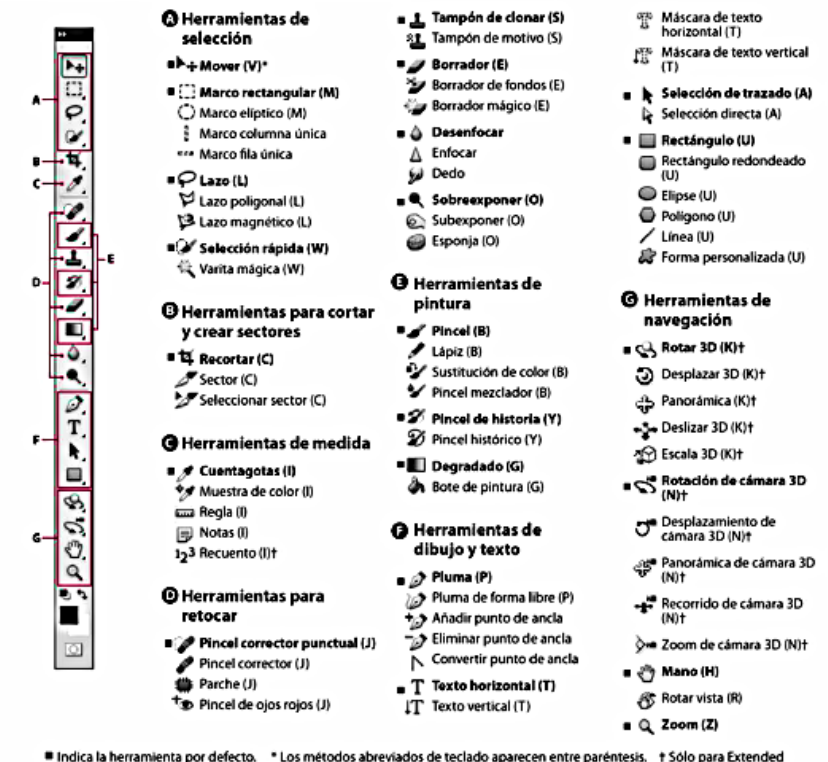 A Herramientas de
selección
■ Mover (V)*
■ Marco rectangular (M)
Marco elíptico (M)
Marco columna única
Marco fila única
■ Lazo (L)
Lazo poligonal (L)
Lazo magnético (L)
■ Selección rápida (W)
Varita mágica (W)
B Herramientas para cortar
y crear sectores
■ Recortar (C)
Sector (C)
Seleccionar sector (C)
C Herramientas de medida
■ Cuentagotas (I)
Muestra de color (I)
Regla (I)
Notas (I)
Recuento (I)†
D Herramientas para
retocar
■ Pincel corrector punctual (J)
Pincel corrector (J)
Parche (J)
Pincel de ojos rojos (J)
■ Tampón de clonar (S)
Tampón de motivo (S)
■ Borrador (E)
Borrador de fondos (E)
Borrador mágico (E)
■ Desenfocar
Enfocar
Dedo
■ Sobreexponer (O)
Subexponer (O)
Esponja (O)
E Herramientas de
pintura
■ Pincel (B)
Lápiz (B)
Sustitución de color (B)
Pincel mezclador (B)
■ Pincel de historia (Y)
Pincel histórico (Y)
■ Degradado (G)
Bote de pintura (G)
F Herramientas de
dibujo y texto
■ Pluma (P)
Pluma de forma libre (P)
Añadir punto de ancla
Eliminar punto de ancla
Convertir punto de ancla
■ Texto horizontal (T)
Texto vertical (T)
Máscara de texto
horizontal (T)
Máscara de texto vertical
(T)
■ Selección de trazado (A)
Selección directa (A)
■ Rectángulo (U)
Rectángulo redondeado
(U)
Elipse (U)
Polígono (U)
Línea (U)
Forma personalizada (U)
G Herramientas de
navegación
■ Rotar 3D (K)†
Desplazar 3D (K)†
Panorámica (K)†
Deslizar 3D (K)†
Escala 3D (K)†
■ Rotación de cámara 3D
(N)†
Desplazamiento de
cámara 3D (N)†
Panorámica de cámara 3D
(N)†
Recorrido de cámara 3D
(N)†
Zoom de cámara 3D (N)†
■ Mano (H)
Rotar vista (R)
■ Zoom (Z)
A
B
C
D
E
F
G
■ Indica la herramienta por defecto. * Los métodos abreviados de teclado aparecen entre paréntesis. † Sólo para Extended